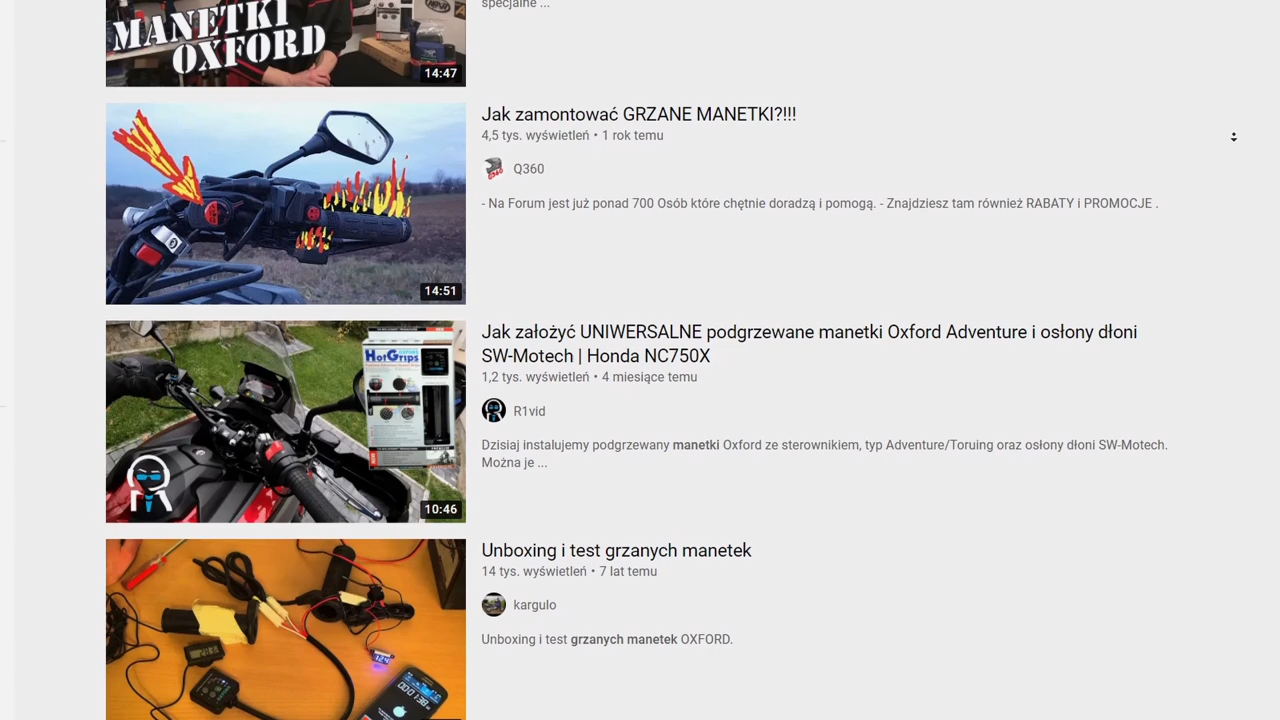 specjalne ...
MANETKI
OXFORD
14:47
Jak zamontować GRZANE MANETKI?!!!
4,5 tys. wyświetleń • 1 rok temu
Q360
- Na Forum jest już ponad 700 Osób które chętnie doradzą i pomogą. - Znajdziesz tam również RABATY i PROMOCJE .
14:51
Jak założyć UNIWERSALNE podgrzewane manetki Oxford Adventure i osłony dłoni
SW-Motech | Honda NC750X
1,2 tys. wyświetleń • 4 miesiące temu
HotGrips
R1vid
Dzisiaj instalujemy podgrzewany manetki Oxford ze sterownikiem, typ Adventure/Toruing oraz osłony dłoni SW-Motech.
Można je ...
10:46
Unboxing i test grzanych manetek
14 tys. wyświetleń • 7 lat temu
kargulo
Unboxing i test grzanych manetek OXFORD.